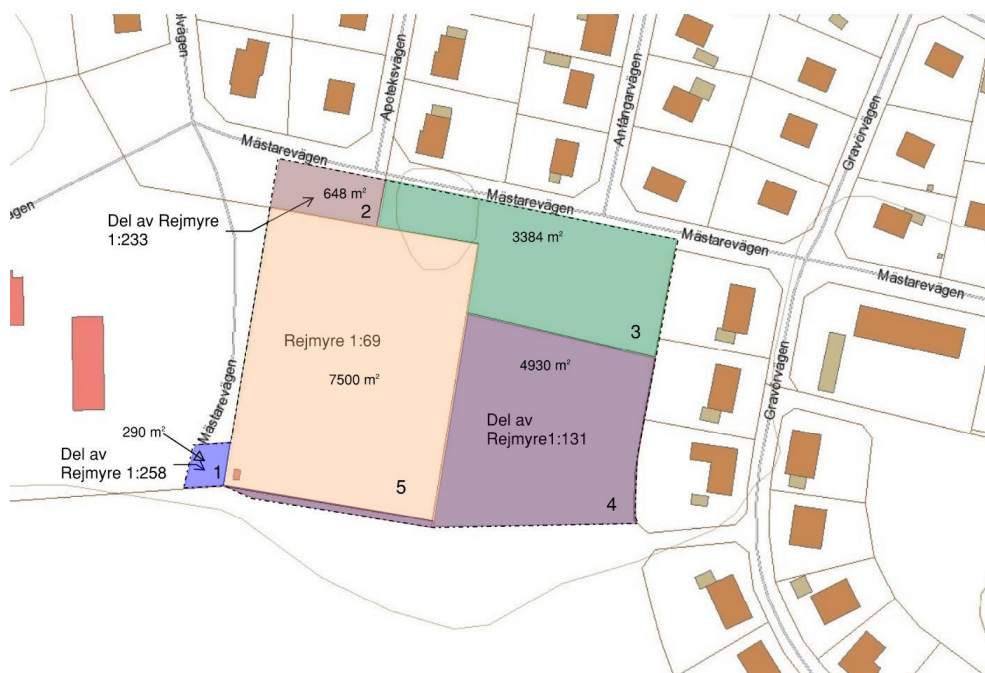 Apoteksvägen
Anfångarvägen
Gravörvägen
Mästarevägen
648 m²
2
Mästarevägen
Del av Rejmyre
1:233
3384 m²
Mästarevägen
Mästarevägen
3
Rejmyre 1:69
7500 m²
4930 m²
Mästarevägen
Gravörvägen
Del av
Rejmyre1:131
290 m²
Del av
Rejmyre 1:258
1
5
4